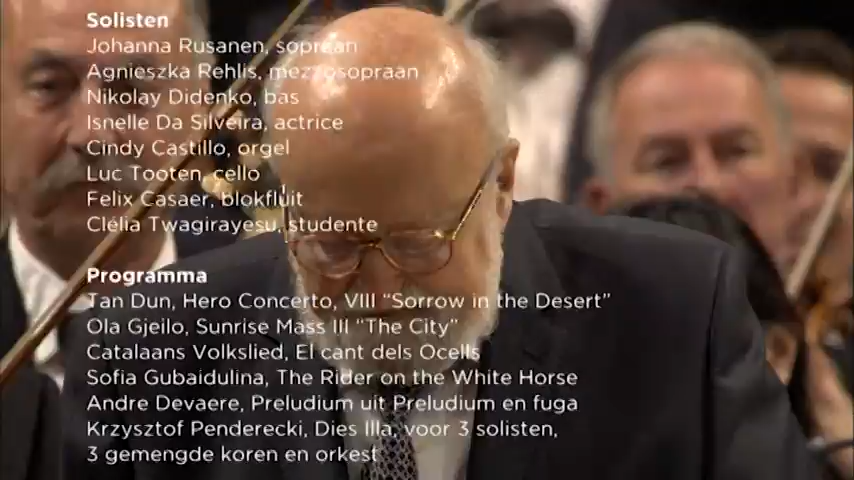 Solisten
Johanna Rusanen, sopraan
Agnieszka Rehlis, mezzosopraan
Nikolay Didenko, bas
Isnelle Da Silveira, actrice
Cindy Castillo, orgel
Luc Tooten, cello
Felix Casaer, blokfluit
Clélia Twagirayesu, studente
Programma
Tan Dun, Hero Concerto, VIII “Sorrow in the Desert”
Ola Gjeilo, Sunrise Mass III “The City”
Catalaans Volkslied, El cant dels Ocells
Sofia Gubaidulina, The Rider on the White Horse
Andre Devaere, Preludium uit Preludium en fuga
Krzysztof Penderecki, Dies Illa, voor 3 solisten,
3 gemengde koren en orkest